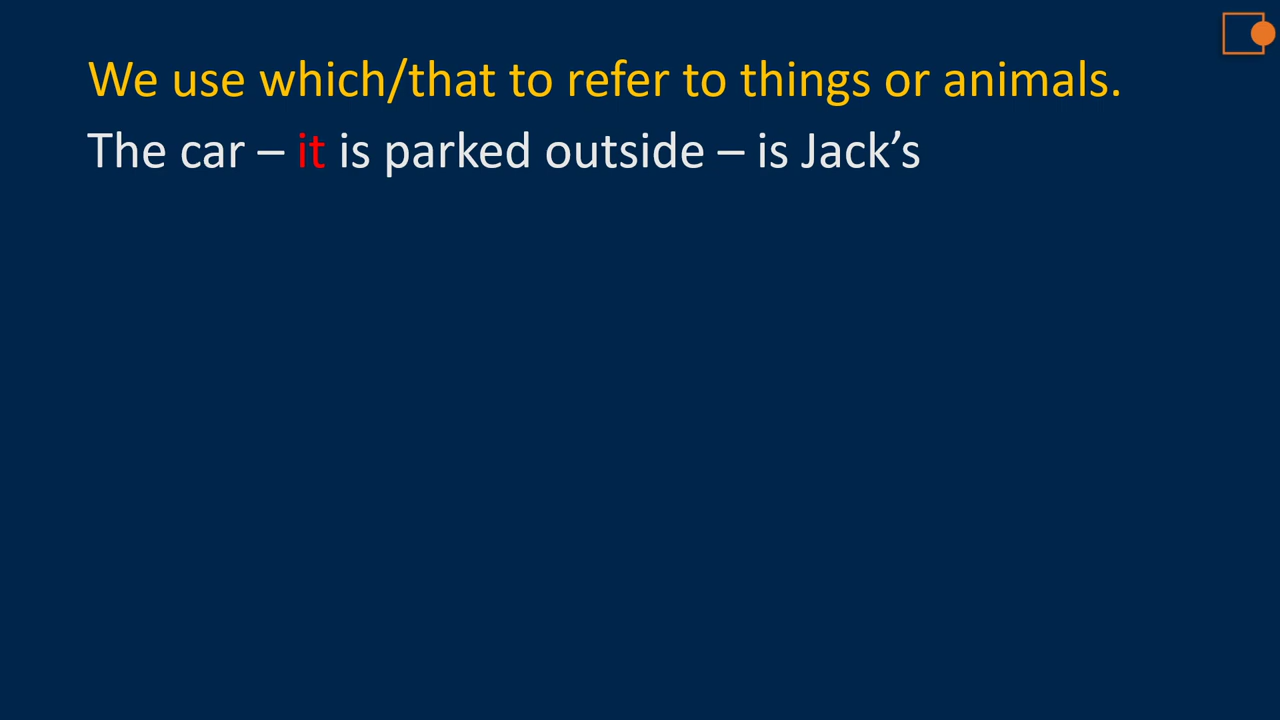 We use which/that to refer to things or animals.
The car – it is parked outside – is Jack’s